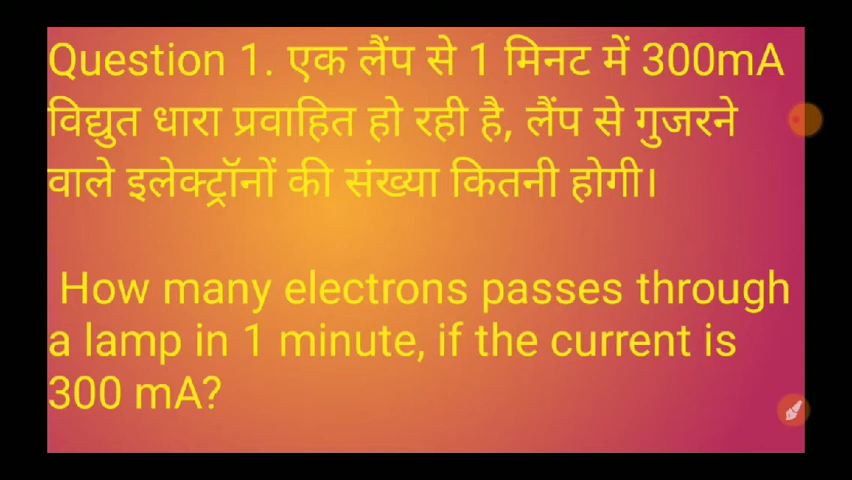 Question 1. एक लैंप से 1 मिनट में 300mA
विद्युत धारा प्रवाहित हो रही है, लैंप से गुजरने
वाले इलेक्ट्रॉनों की संख्या कितनी होगी।
How many electrons passes through
a lamp in 1 minute, if the current is
300 mA?